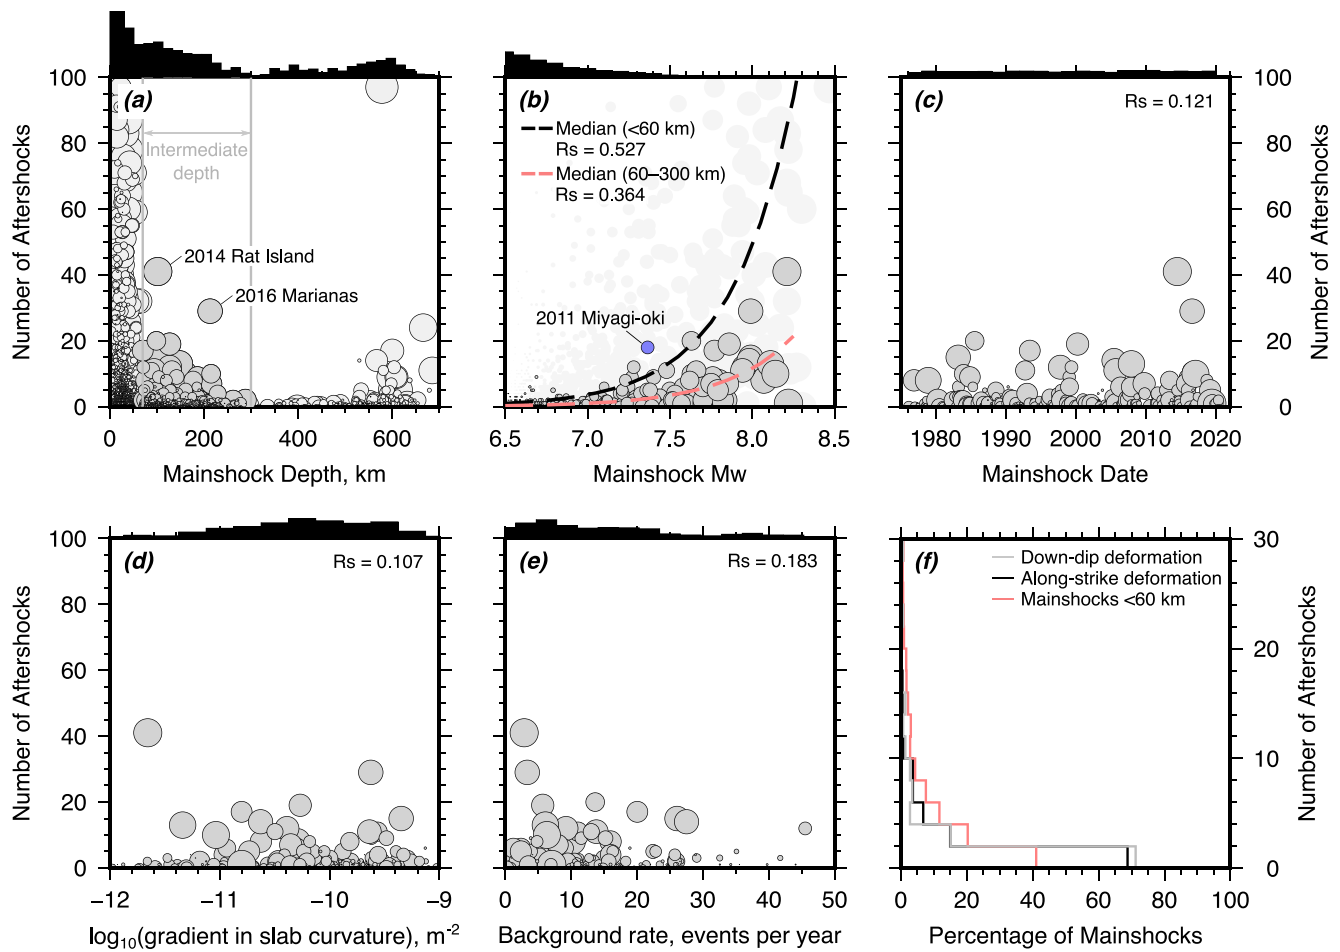 100
80
60
40
20
0
Number of Aftershocks
(a)
Intermediate
depth
2014 Rat Island
2016 Marianas
0
200
400
600
Mainshock Depth, km
(b)
Median (<60 km)
Rs = 0.527
Median (60–300 km)
Rs = 0.364
2011 Miyagi-oki
6.5
7.0
7.5
8.0
8.5
Mainshock Mw
(c)
Rs = 0.121
100
80
60
40
20
0
Number of Aftershocks
1980
1990
2000
2010
2020
Mainshock Date
100
80
60
40
20
0
Number of Aftershocks
(d)
Rs = 0.107
−12
−11
−10
−9
log₁₀(gradient in slab curvature), m⁻²
(e)
Rs = 0.183
0
10
20
30
40
50
Background rate, events per year
(f)
Down-dip deformation
Along-strike deformation
Mainshocks <60 km
30
20
10
0
Number of Aftershocks
0
20
40
60
80
100
Percentage of Mainshocks